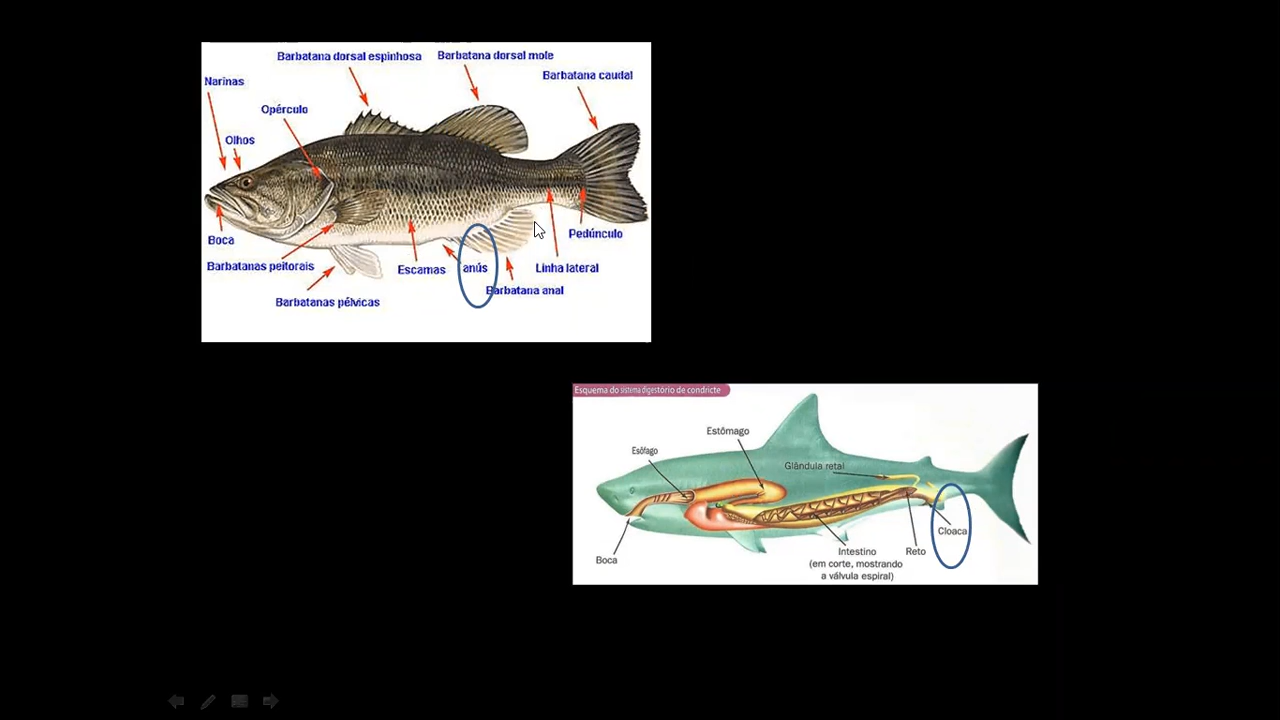 Barbatana dorsal espinhosa
Barbatana dorsal mole
Barbatana caudal
Narinas
Opérculo
Olhos
Boca
Pedúnculo
Barbatanas peitorais
Escamas
anús
Linha lateral
Barbatana anal
Barbatanas pélvicas
Esquema do sistema digestório de condricte
Estômago
Esôfago
Glândula retal
Cloaca
Boca
Intestino
(em corte, mostrando
a válvula espiral)
Reto